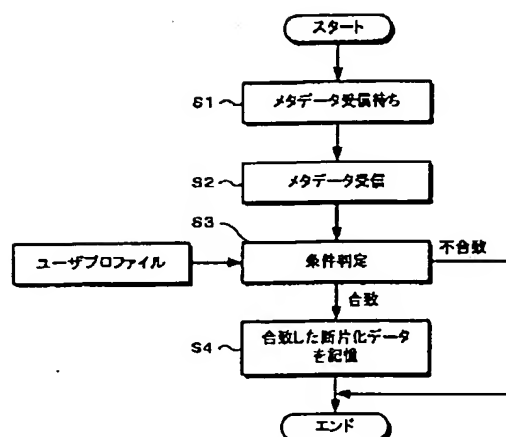 スタート
S1
メタデータ受信待ち
S2
メタデータ受信
S3
ユーザプロファイル
条件判定
不合致
合致
S4
合致した断片化データ
を記憶
エンド